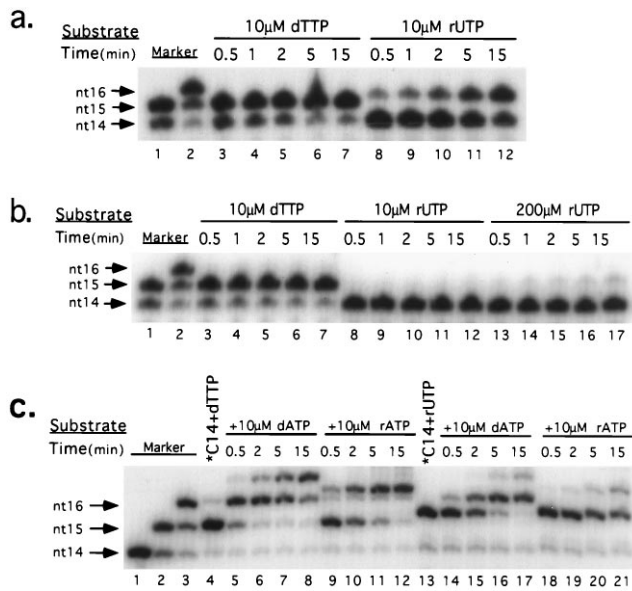 a.
Substrate 10μM dTTP 10μM rUTP
Time(min) Marker 0.5 1 2 5 15 0.5 1 2 5 15
nt16
nt15
nt14
1 2 3 4 5 6 7 8 9 10 11 12
b.
Substrate 10μM dTTP 10μM rUTP 200μM rUTP
Time(min) Marker 0.5 1 2 5 15 0.5 1 2 5 15 0.5 1 2 5 15
nt16
nt15
nt14
1 2 3 4 5 6 7 8 9 10 11 12 13 14 15 16 17
c.
*C14+dTTP *C14+rUTP
Substrate +10μM dATP +10μM rATP +10μM dATP +10μM rATP
Time(min) Marker 0.5 2 5 15 0.5 2 5 15 0.5 2 5 15 0.5 2 5 15
nt16
nt15
nt14
1 2 3 4 5 6 7 8 9 10 11 12 13 14 15 16 17 18 19 20 21